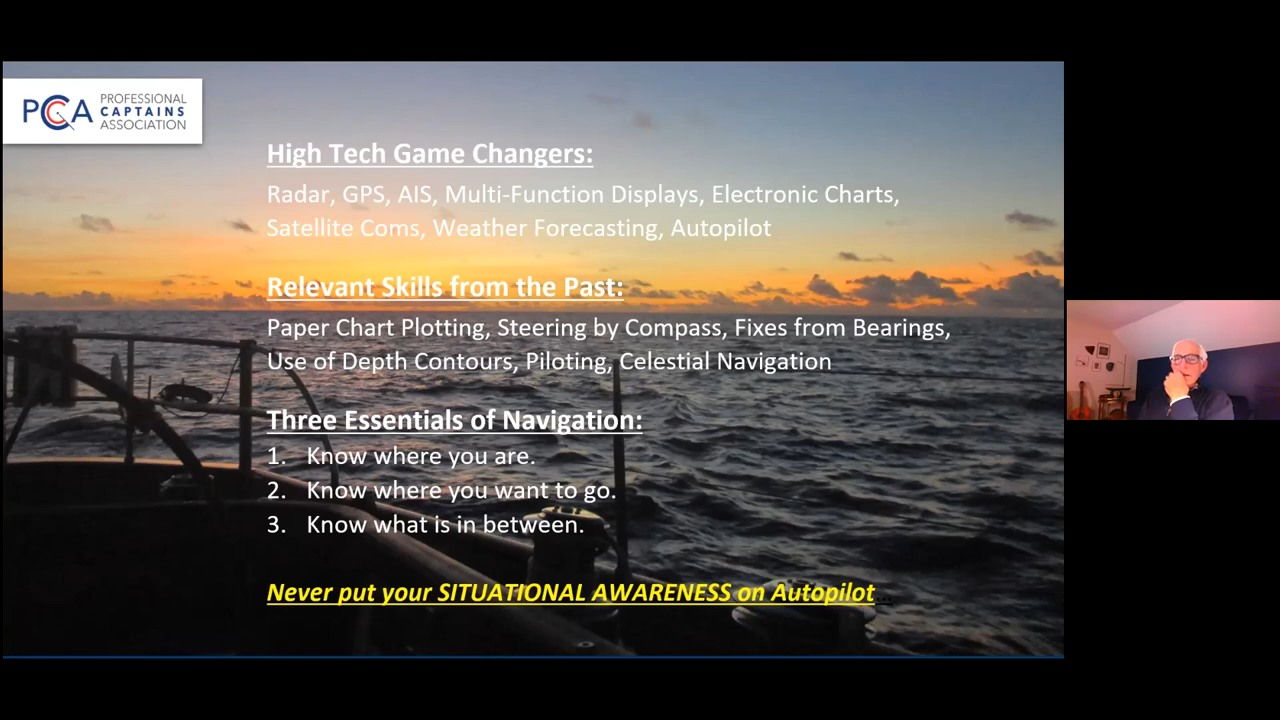 PCA PROFESSIONAL
CAPTAINS
ASSOCIATION
High Tech Game Changers:
Radar, GPS, AIS, Multi-Function Displays, Electronic Charts,
Satellite Coms, Weather Forecasting, Autopilot
Relevant Skills from the Past:
Paper Chart Plotting, Steering by Compass, Fixes from Bearings,
Use of Depth Contours, Piloting, Celestial Navigation
Three Essentials of Navigation:
1. Know where you are.
2. Know where you want to go.
3. Know what is in between.
Never put your SITUATIONAL AWARENESS on Autopilot...